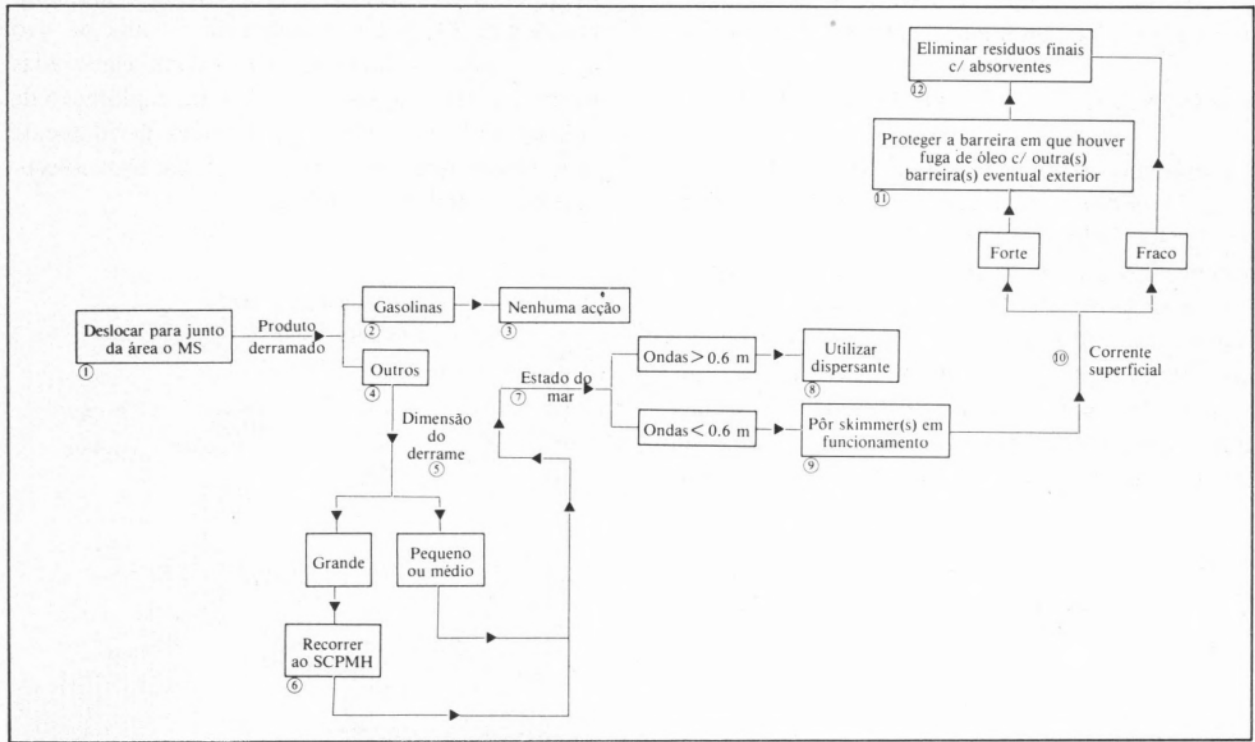 Deslocar para junto
da área o MS
①
Produto
derramado
Gasolinas
②
Nenhuma acção
③
Outros
④
Dimensão
do
derrame
⑤
Grande
Pequeno
ou médio
Recorrer
ao SCPMH
⑥
⑦ Estado do
mar
Ondas > 0.6 m
Utilizar
dispersante
⑧
Ondas < 0.6 m
Pôr skimmer(s) em
funcionamento
⑨
⑩ Corrente
superficial
Forte
Fraco
Proteger a barreira em que houver
fuga de óleo c/ outra(s)
barreira(s) eventual exterior
⑪
Eliminar resíduos finais
c/ absorventes
⑫